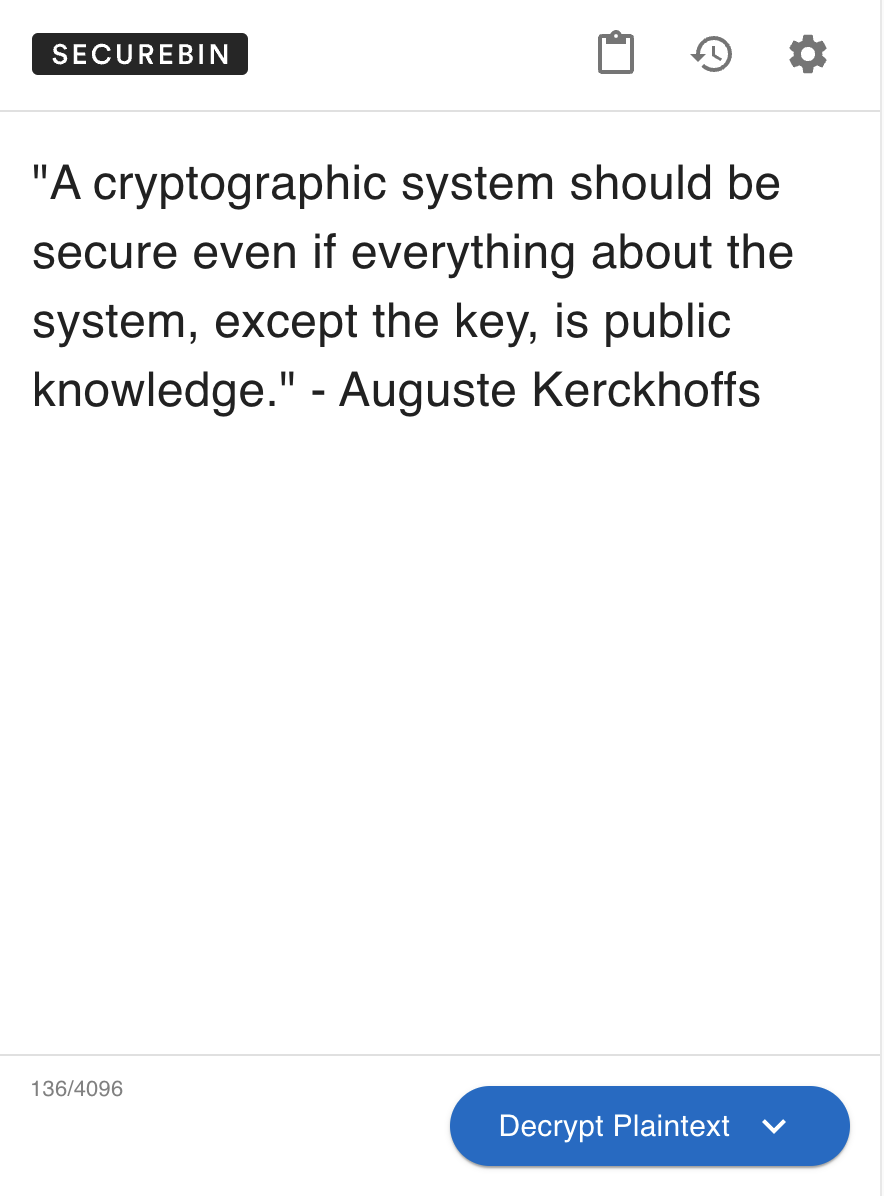 SECUREBIN
"A cryptographic system should be
secure even if everything about the
system, except the key, is public
knowledge." - Auguste Kerckhoffs
136/4096
Decrypt Plaintext